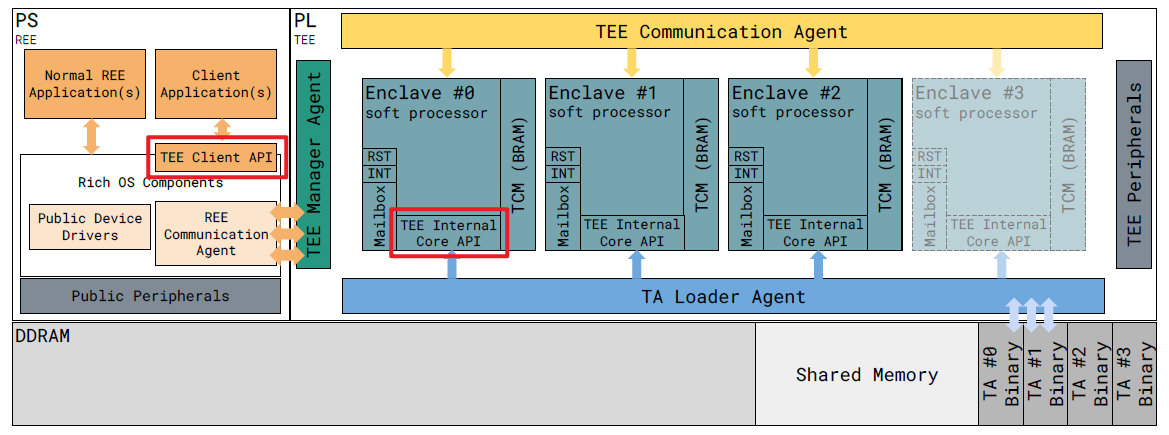 PS
REE
Normal REE
Application(s)
Client
Application(s)
TEE Client API
Rich OS Components
Public Device
Drivers
REE
Communication
Agent
Public Peripherals
PL
TEE
TEE Manager Agent
TEE Communication Agent
Enclave #0
soft processor
RST
INT
Mailbox
TEE Internal
Core API
TCM (BRAM)
Enclave #1
soft processor
RST
INT
Mailbox
TEE Internal
Core API
TCM (BRAM)
Enclave #2
soft processor
RST
INT
Mailbox
TEE Internal
Core API
TCM (BRAM)
Enclave #3
soft processor
RST
INT
Mailbox
TEE Internal
Core API
TCM (BRAM)
TEE Peripherals
TA Loader Agent
DDRAM
Shared Memory
TA #0
Binary
TA #1
Binary
TA #2
Binary
TA #3
Binary